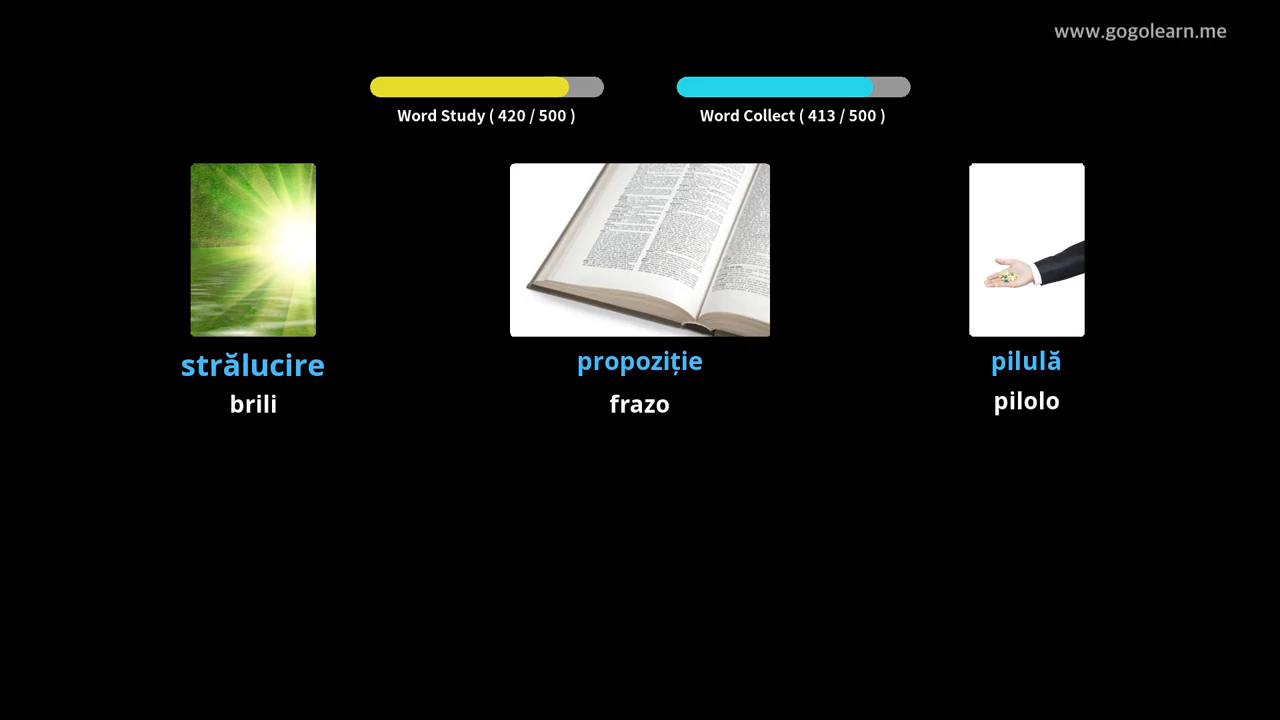 www.gogolearn.me
Word Study ( 420 / 500 )
Word Collect ( 413 / 500 )
strălucire
brili
propoziție
frazo
pilulă
pilolo